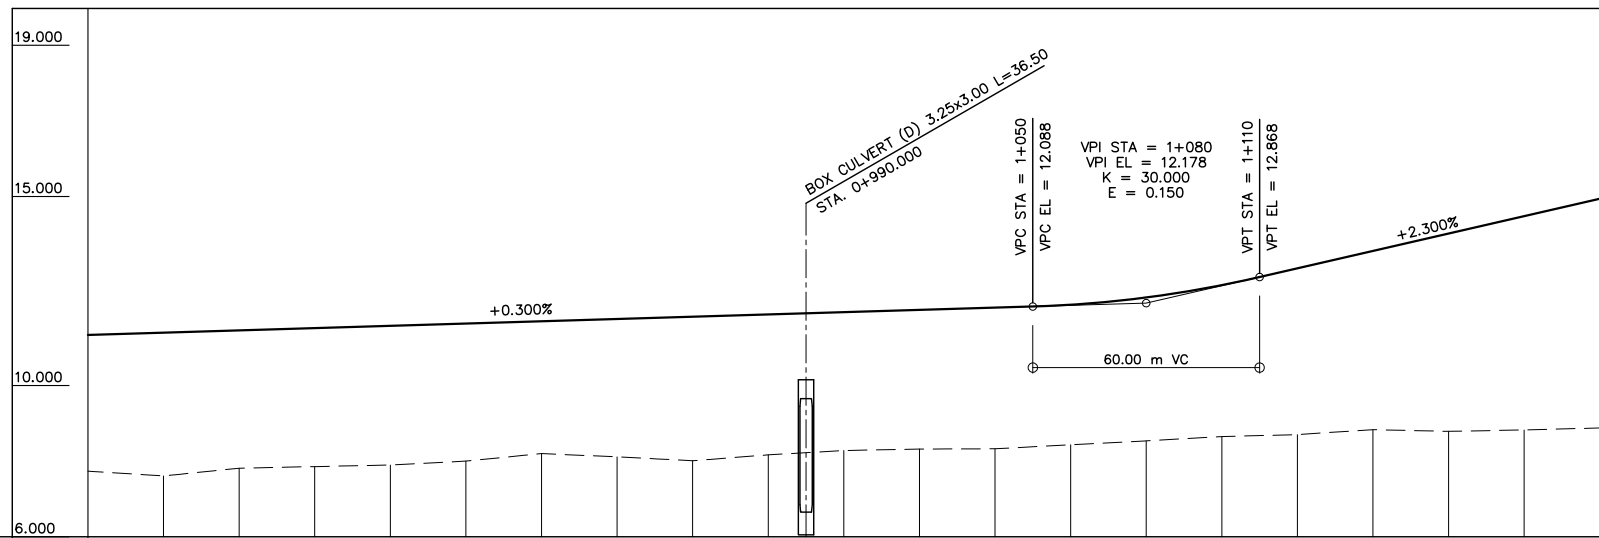 19.000
15.000
10.000
6.000
+0.300%
BOX CULVERT (D) 3.25x3.00 L=36.50
STA. 0+990.000
VPC STA = 1+050
VPC EL = 12.088
VPI STA = 1+080
VPI EL = 12.178
K = 30.000
E = 0.150
VPT STA = 1+110
VPT EL = 12.868
60.00 m VC
+2.300%